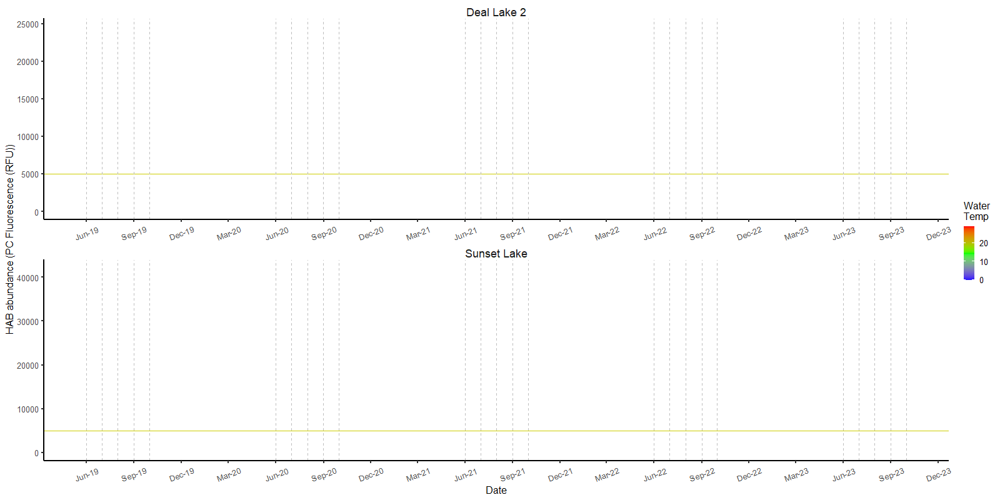 Deal Lake 2
25000
20000
15000
10000
5000
0
Jun-19 Sep-19 Dec-19 Mar-20 Jun-20 Sep-20 Dec-20 Mar-21 Jun-21 Sep-21 Dec-21 Mar-22 Jun-22 Sep-22 Dec-22 Mar-23 Jun-23 Sep-23 Dec-23
HAB abundance (PC Fluorescence (RFU))
Sunset Lake
40000
30000
20000
10000
0
Jun-19 Sep-19 Dec-19 Mar-20 Jun-20 Sep-20 Dec-20 Mar-21 Jun-21 Sep-21 Dec-21 Mar-22 Jun-22 Sep-22 Dec-22 Mar-23 Jun-23 Sep-23 Dec-23
Date
Water
Temp
20
10
0